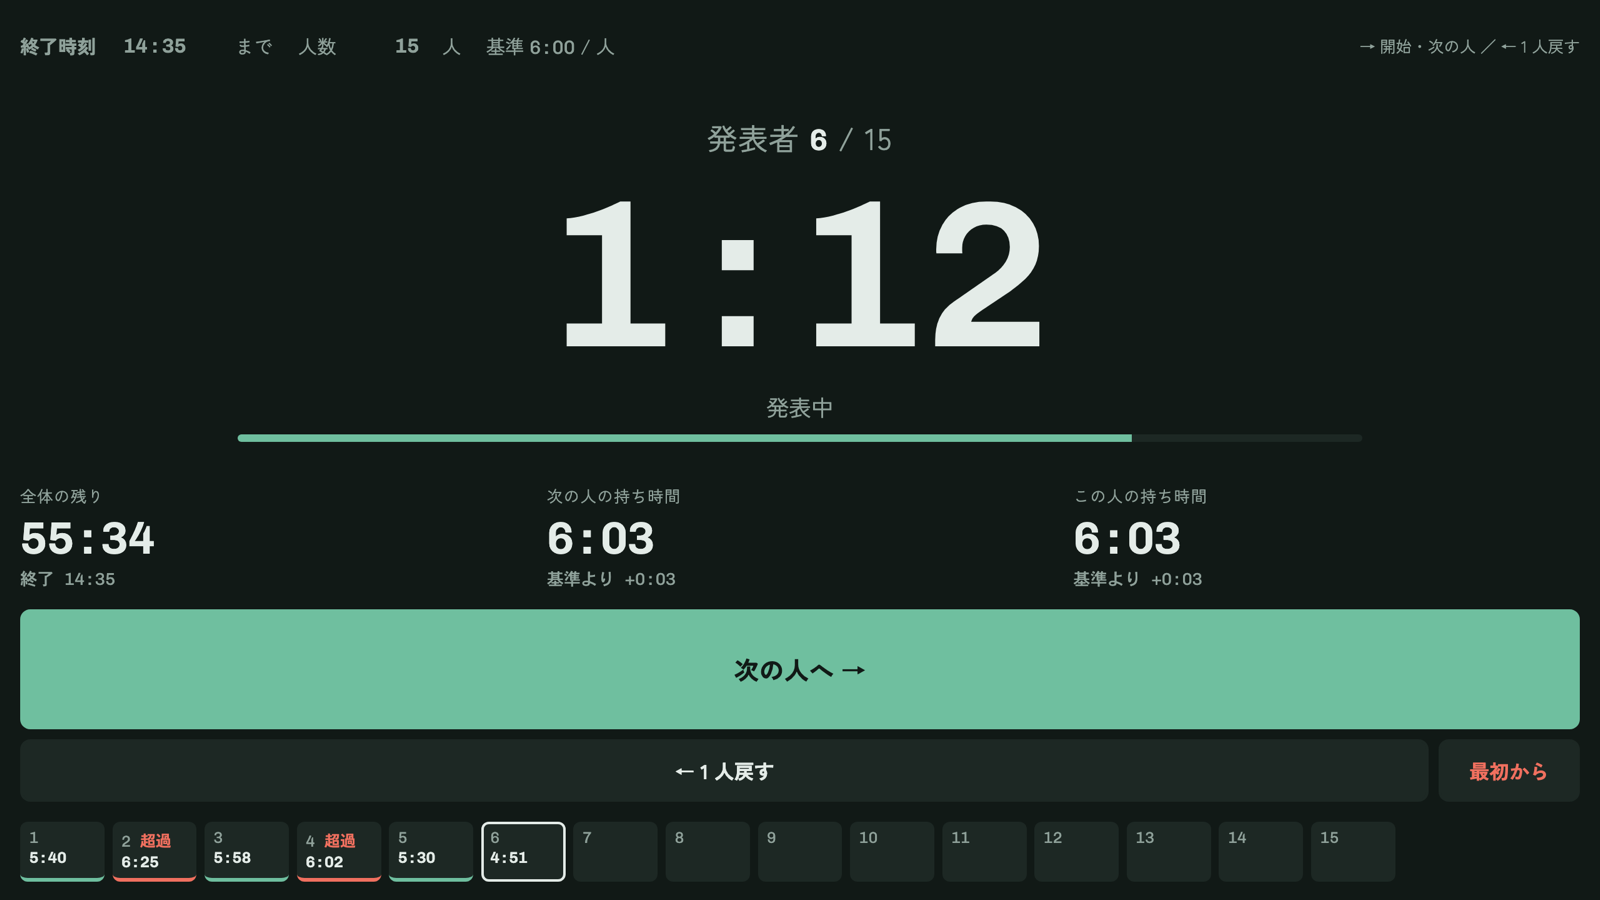 終了時刻 14:35 まで 人数 15 人 基準 6:00 / 人
→ 開始・次の人 ／ ← 1 人戻す
発表者 6 / 15
1:12
発表中
全体の残り
55:34
終了 14:35
次の人の持ち時間
6:03
基準より +0:03
この人の持ち時間
6:03
基準より +0:03
次の人へ →
← 1 人戻す
最初から
1
5:40
2 超過
6:25
3
5:58
4 超過
6:02
5
5:30
6
4:51
7
8
9
10
11
12
13
14
15